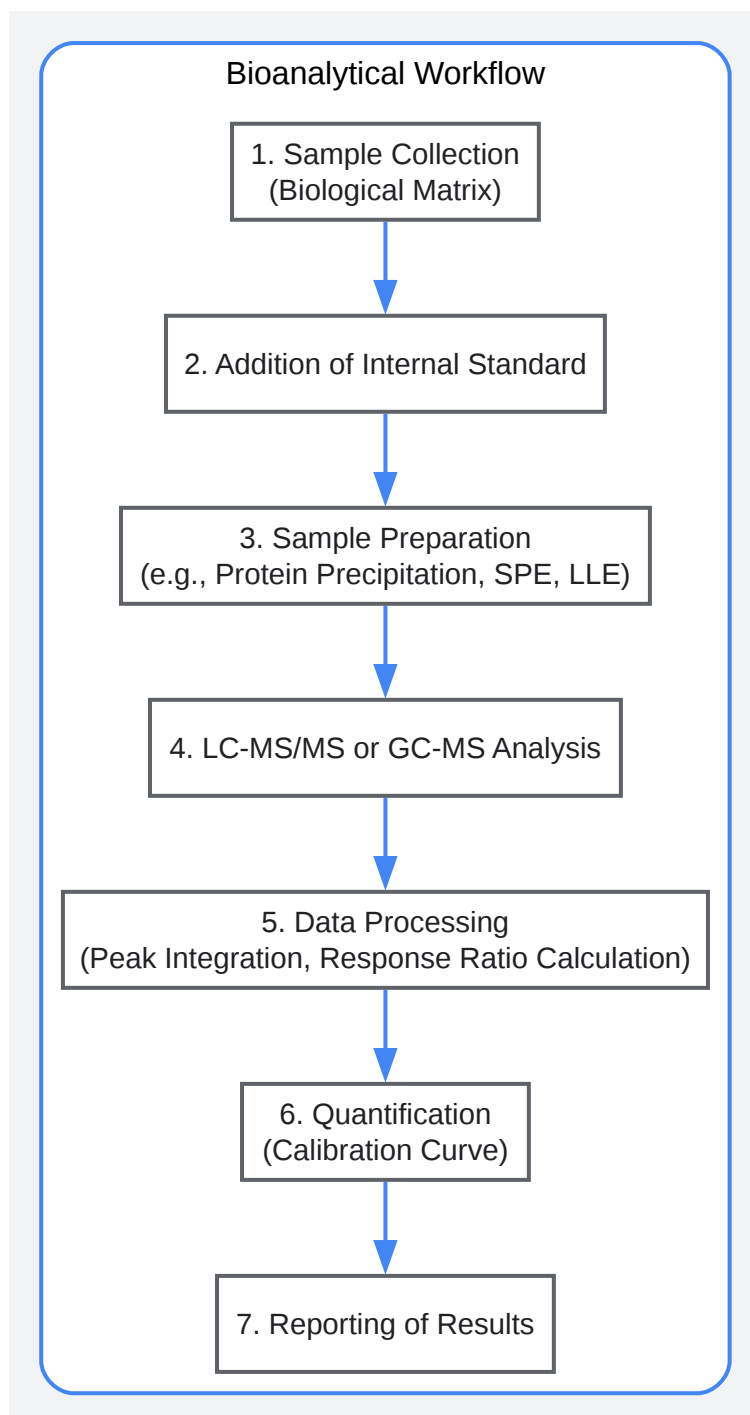 Bioanalytical Workflow
1. Sample Collection
(Biological Matrix)
2. Addition of Internal Standard
3. Sample Preparation
(e.g., Protein Precipitation, SPE, LLE)
4. LC-MS/MS or GC-MS Analysis
5. Data Processing
(Peak Integration, Response Ratio Calculation)
6. Quantification
(Calibration Curve)
7. Reporting of Results